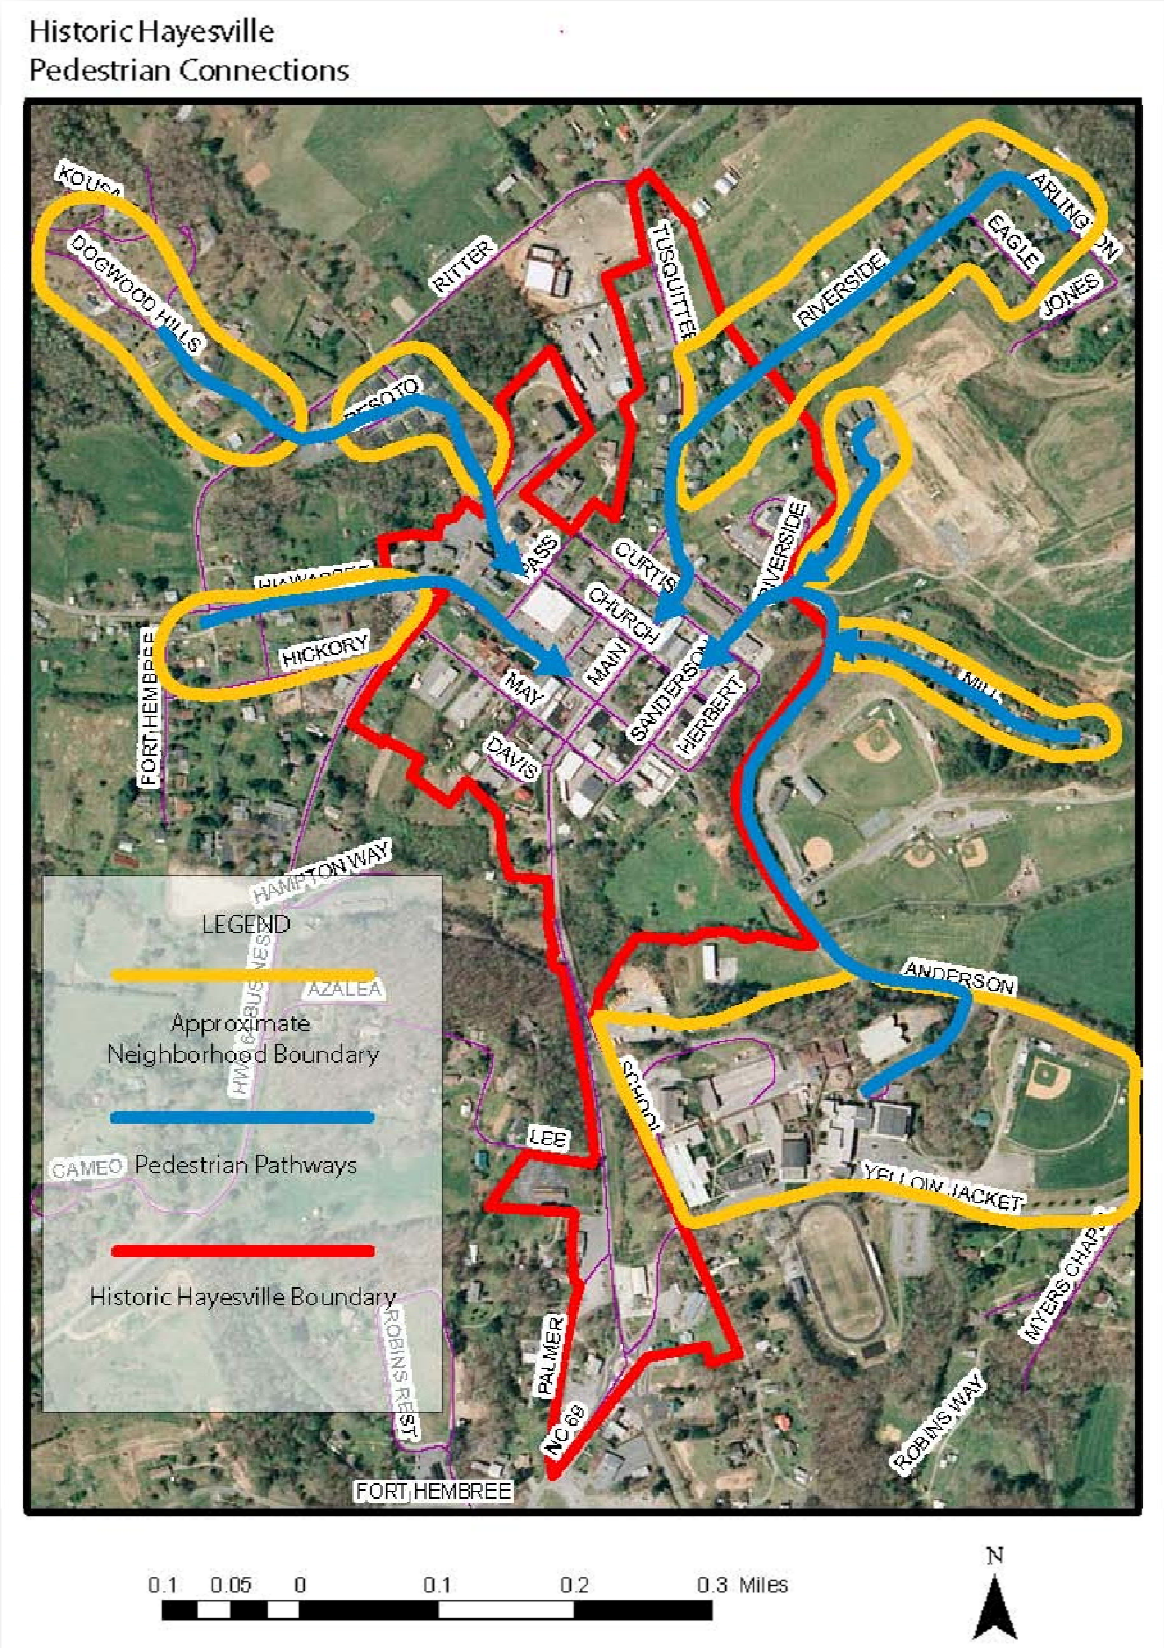 Historic Hayesville
Pedestrian Connections
KOUSA
DOGWOOD HILLS
RITTER
TUSQUITTEE
ARLINGTON
EAGLE
JONES
RIVERSIDE
DESOTO
PASS
CURTIS
RIVERSIDE
HIAWASSEE
CHURCH
HICKORY
MAIN
SANDERSON
HERBERT
MAY
DAVIS
MILL
FORT HEMBREE
HAMPTON WAY
LEGEND
HWY 64 BUSINESS
AZALEA
Approximate
Neighborhood Boundary
ANDERSON
SCHOOL
LEE
CAMEO
Pedestrian Pathways
YELLOW JACKET
MYERS CHAPEL
Historic Hayesville Boundary
ROBINS REST
PALMER
NC 69
ROBINS WAY
FORT HEMBREE
0.1 0.05 0 0.1 0.2 0.3 Miles
N